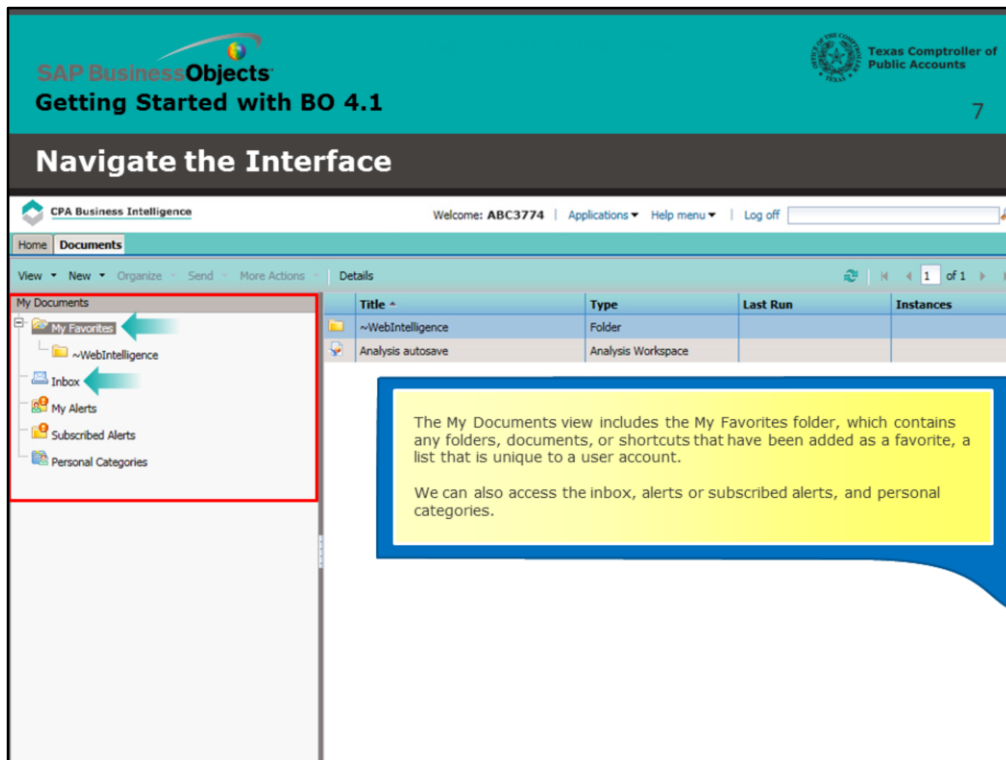 SAP BusinessObjects
Getting Started with BO 4.1
Texas Comptroller of
Public Accounts
7
Navigate the Interface
CPA Business Intelligence
Welcome: ABC3774 | Applications Help menu | Log off
Home Documents
View New Organize Send More Actions Details 1 of 1
My Documents
Title Type Last Run Instances
My Favorites
~WebIntelligence Folder
~WebIntelligence
Analysis autosave Analysis Workspace
Inbox
My Alerts
Subscribed Alerts
Personal Categories
The My Documents view includes the My Favorites folder, which contains
any folders, documents, or shortcuts that have been added as a favorite, a
list that is unique to a user account.
We can also access the inbox, alerts or subscribed alerts, and personal
categories.